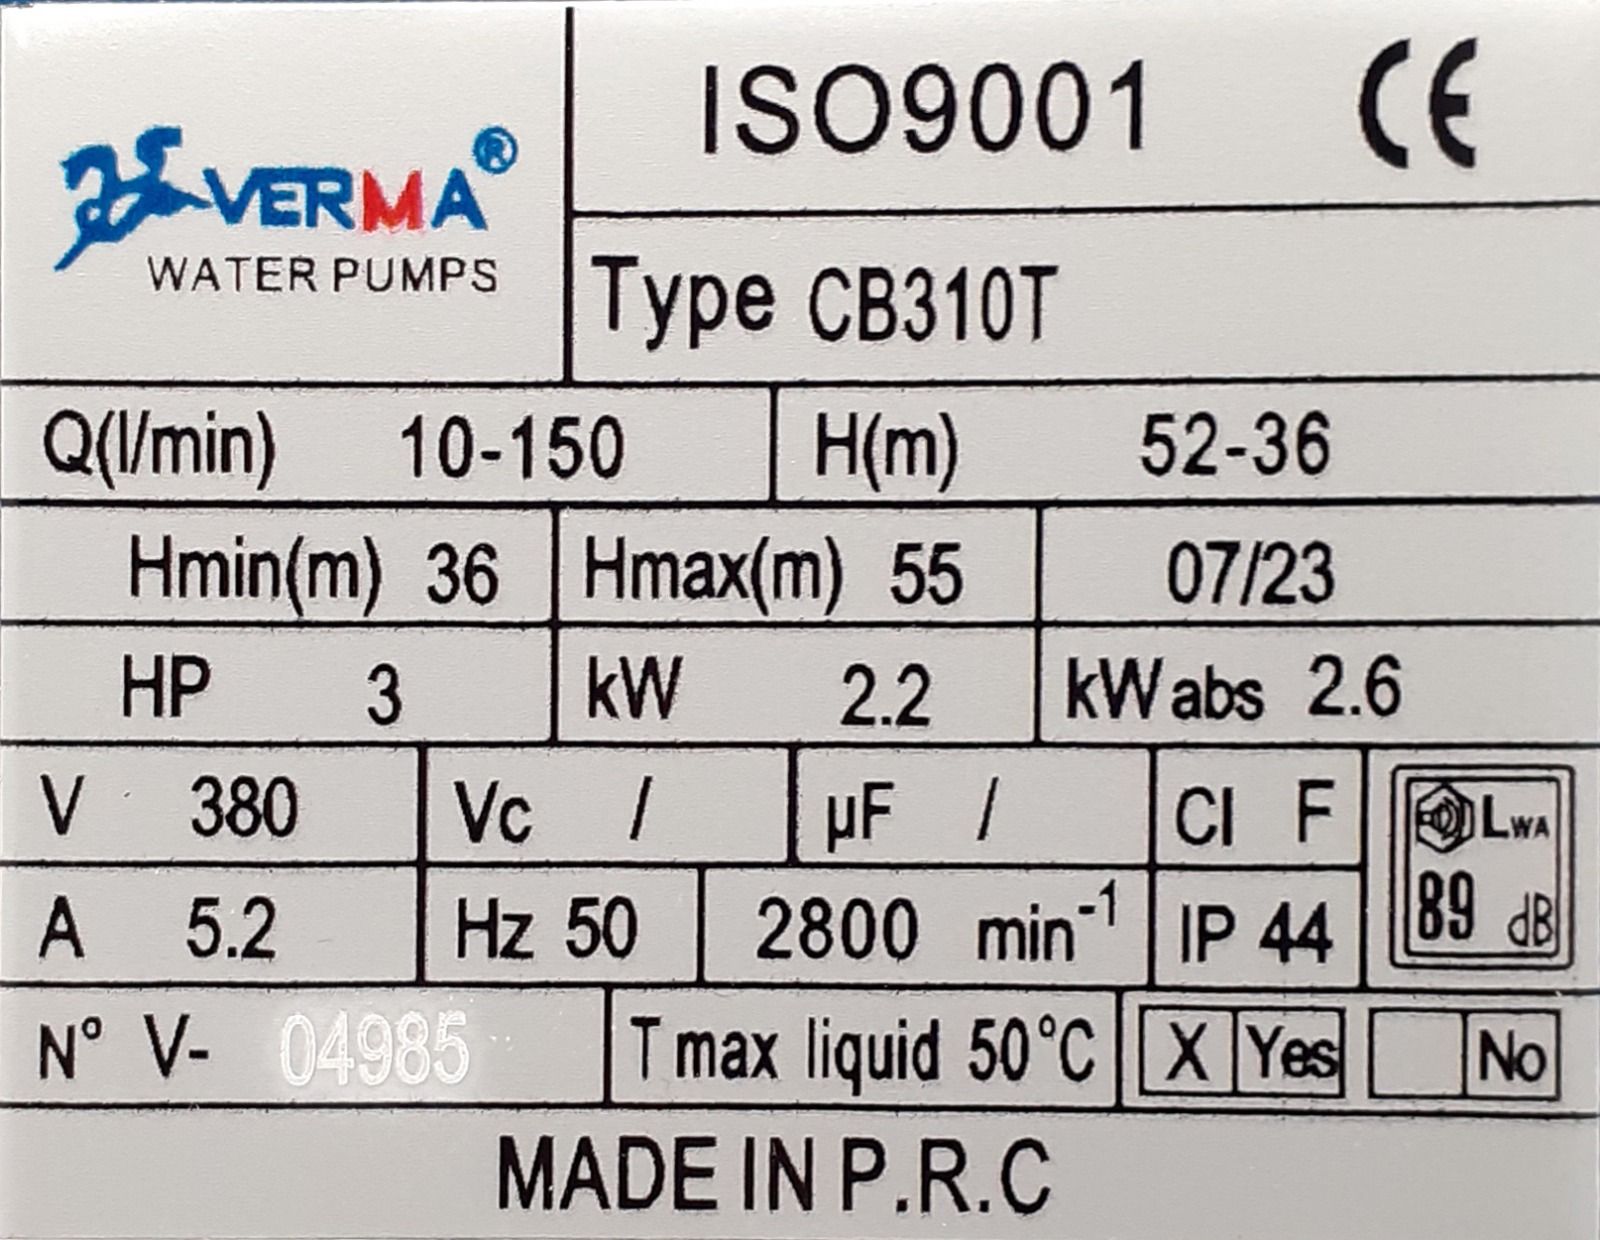 VERMA®
WATER PUMPS
ISO9001 CE
Type CB310T
Q(l/min) 10-150 H(m) 52-36
Hmin(m) 36 Hmax(m) 55 07/23
HP 3 kW 2.2 kW abs 2.6
V 380 Vc / µF / Cl F
LWA
89 dB
A 5.2 Hz 50 2800 min⁻¹ IP 44
N° V- 04985 T max liquid 50°C X Yes No
MADE IN P.R.C